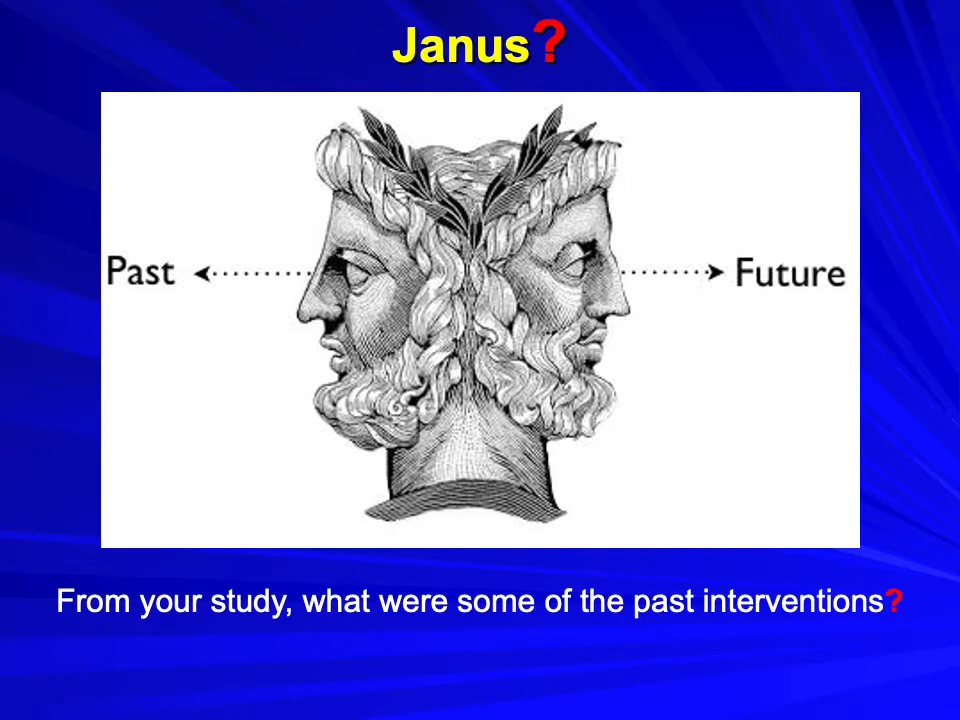 Janus?
Past
Future
From your study, what were some of the past interventions?